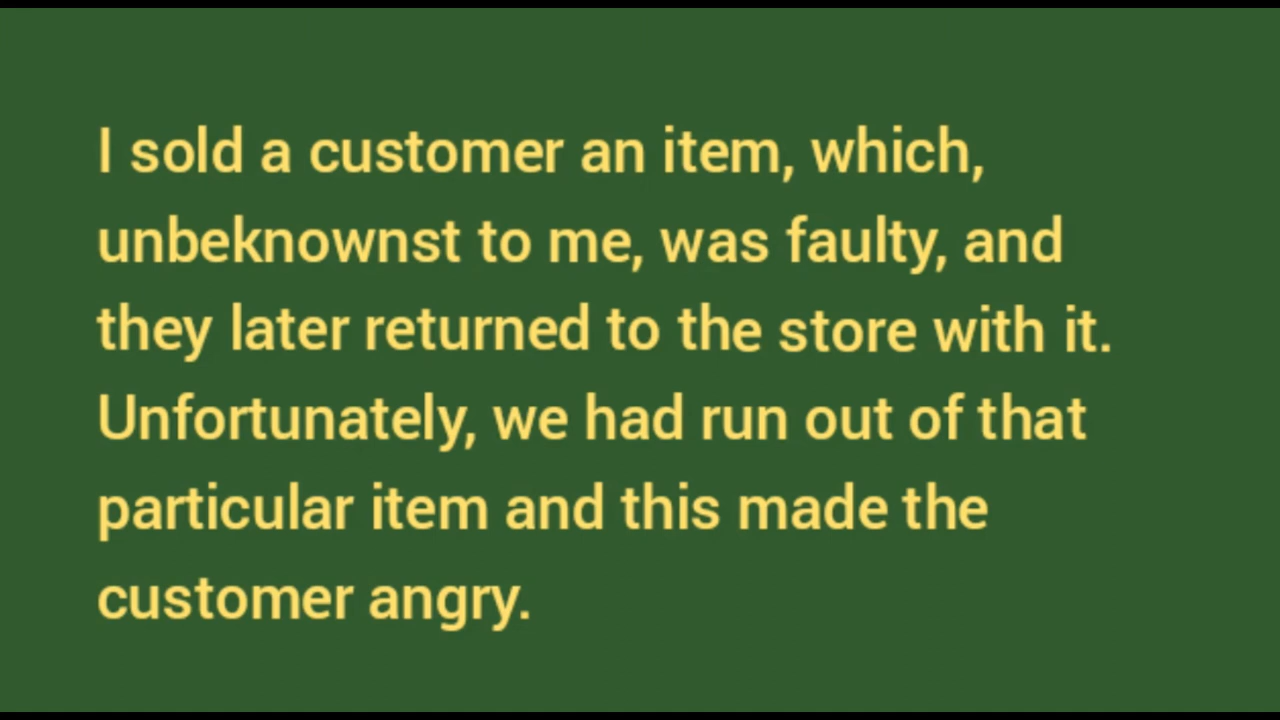 I sold a customer an item, which,
unbeknownst to me, was faulty, and
they later returned to the store with it.
Unfortunately, we had run out of that
particular item and this made the
customer angry.